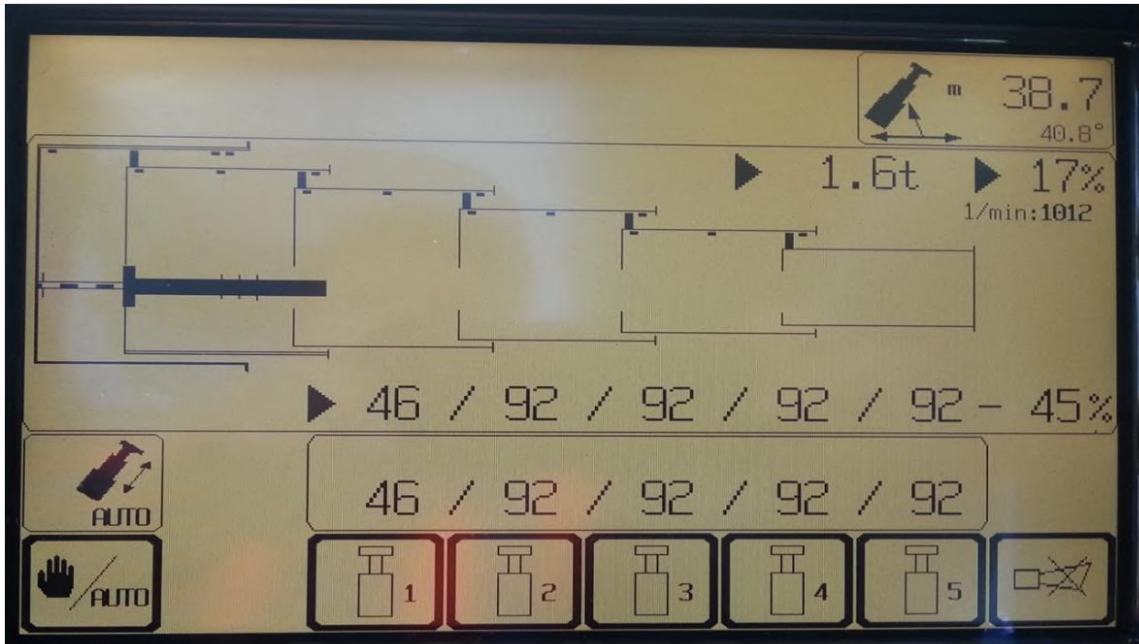 m 38.7
40.8°
1.6t 17%
1/min:1012
46 / 92 / 92 / 92 / 92 - 45%
46 / 92 / 92 / 92 / 92
AUTO
/AUTO 1 2 3 4 5